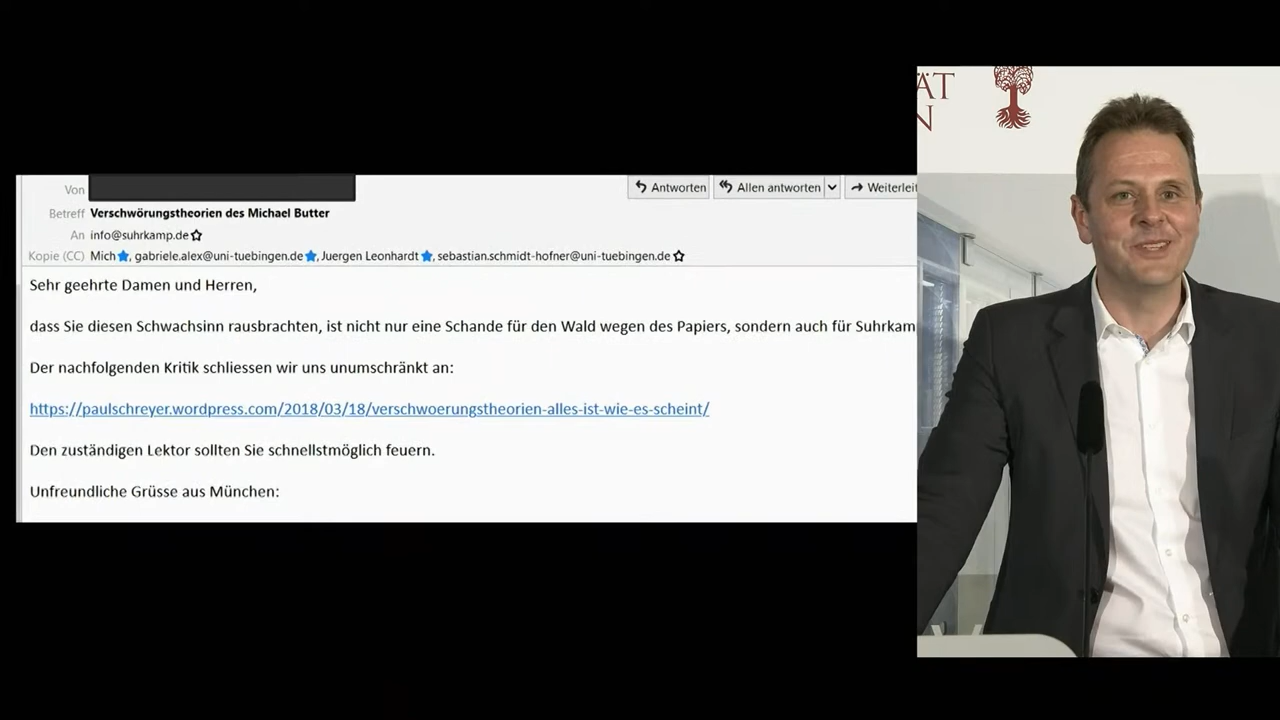 ÄT
N
Von
Antworten
Allen antworten
Weiterlei
Betreff Verschwörungstheorien des Michael Butter
An info@suhrkamp.de
Kopie (CC) Mich, gabriele.alex@uni-tuebingen.de, Juergen Leonhardt, sebastian.schmidt-hofner@uni-tuebingen.de
Sehr geehrte Damen und Herren,
dass Sie diesen Schwachsinn rausbrachten, ist nicht nur eine Schande für den Wald wegen des Papiers, sondern auch für Suhrkam
Der nachfolgenden Kritik schliessen wir uns unumschränkt an:
https://paulschreyer.wordpress.com/2018/03/18/verschwoerungstheorien-alles-ist-wie-es-scheint/
Den zuständigen Lektor sollten Sie schnellstmöglich feuern.
Unfreundliche Grüsse aus München: